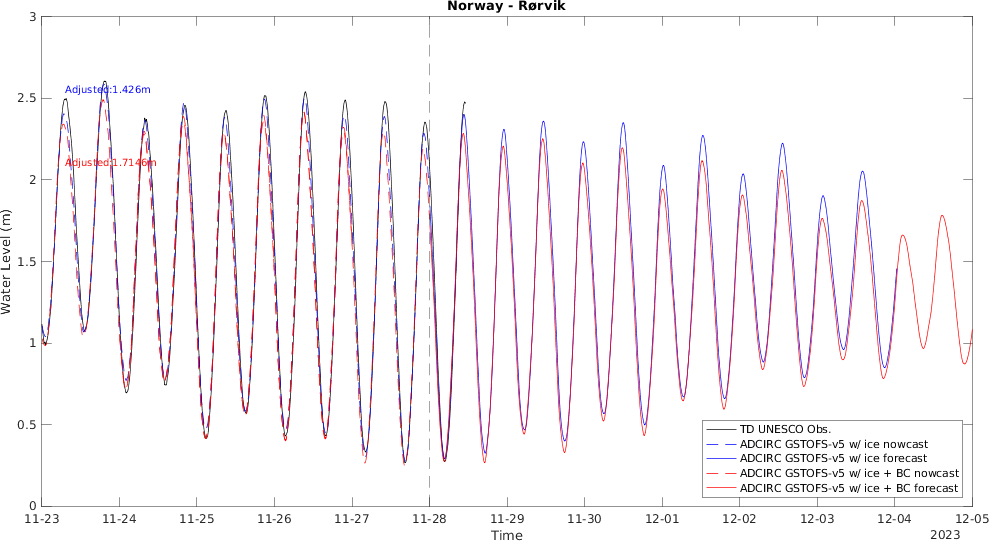 Norway - Rørvik
3
2.5
2
1.5
1
0.5
0
Water Level (m)
Adjusted:1.426m
Adjusted:1.7146m
TD UNESCO Obs.
ADCIRC GSTOFS-v5 w/ ice nowcast
ADCIRC GSTOFS-v5 w/ ice forecast
ADCIRC GSTOFS-v5 w/ ice + BC nowcast
ADCIRC GSTOFS-v5 w/ ice + BC forecast
11-23 11-24 11-25 11-26 11-27 11-28 11-29 11-30 12-01 12-02 12-03 12-04 12-05
Time
2023